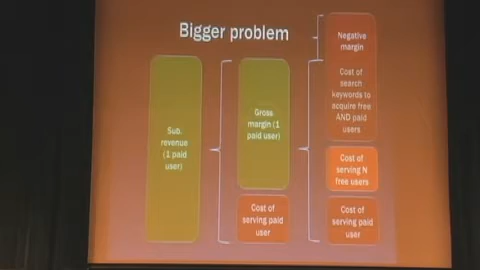 Bigger problem
Sub.
revenue
(1 paid
user)
Gross
margin (1
paid user)
Cost of
serving paid
user
Negative
margin
Cost of
search
keywords to
acquire free
AND paid
users
Cost of
serving N
free users
Cost of
serving paid
user